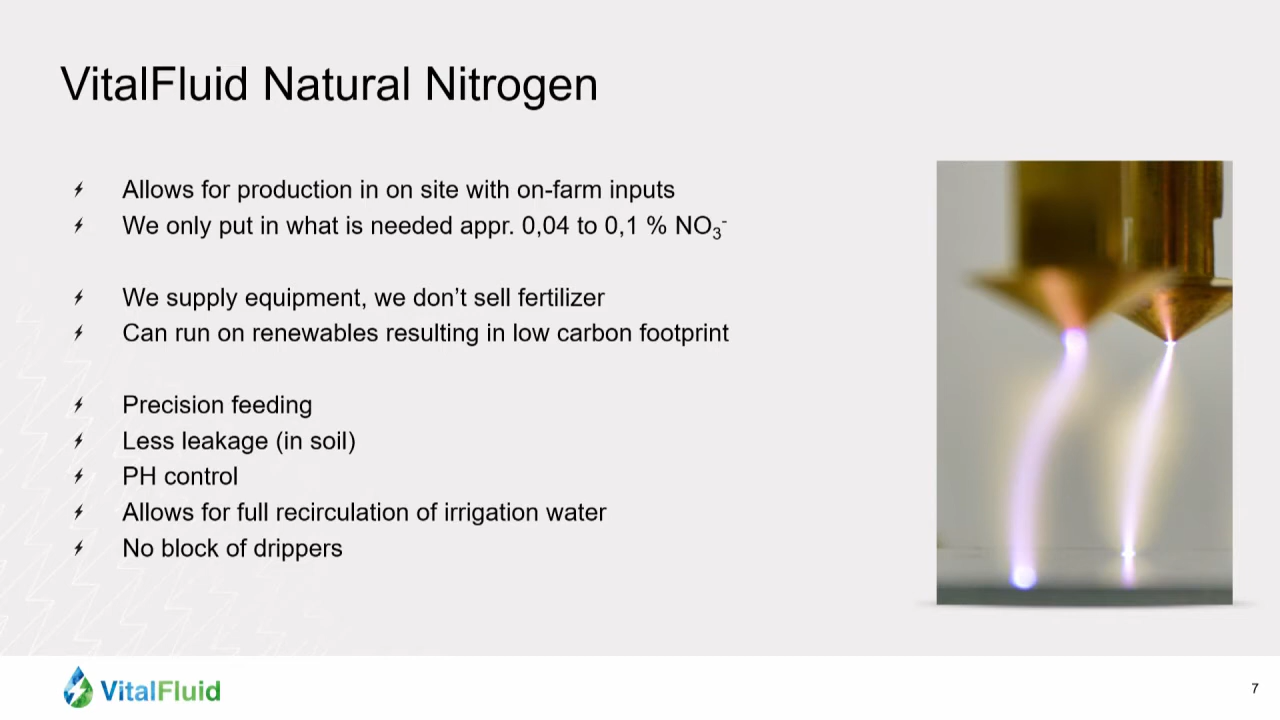 VitalFluid Natural Nitrogen
Allows for production in on site with on-farm inputs
We only put in what is needed appr. 0,04 to 0,1 % NO₃⁻
We supply equipment, we don’t sell fertilizer
Can run on renewables resulting in low carbon footprint
Precision feeding
Less leakage (in soil)
PH control
Allows for full recirculation of irrigation water
No block of drippers
VitalFluid
7